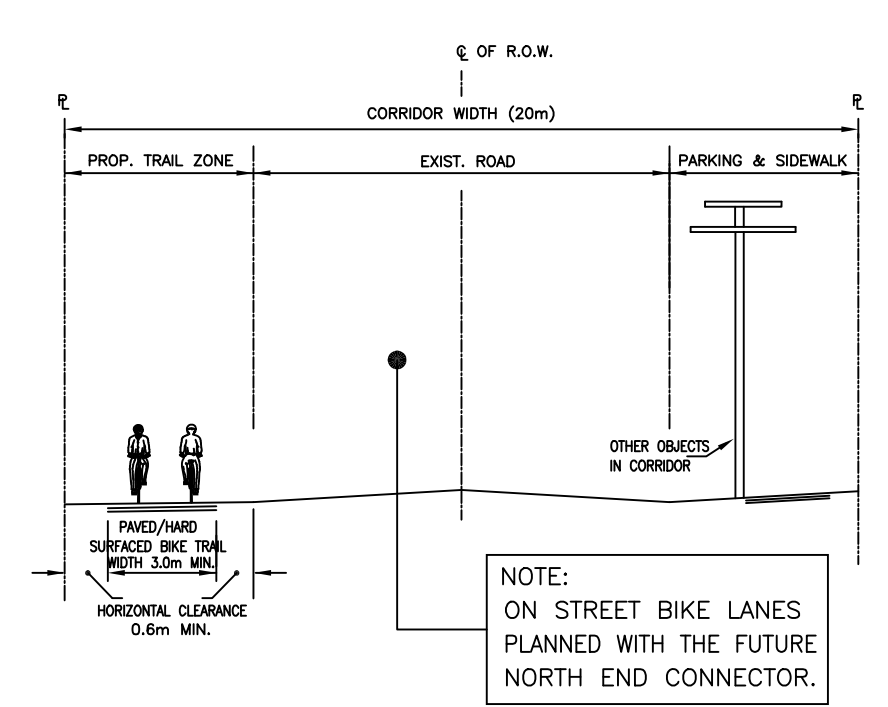 ℄ OF R.O.W.
℞ ℞
CORRIDOR WIDTH (20m)
PROP. TRAIL ZONE
EXIST. ROAD
PARKING & SIDEWALK
OTHER OBJECTS
IN CORRIDOR
PAVED/HARD
SURFACED BIKE TRAIL
WIDTH 3.0m MIN.
HORIZONTAL CLEARANCE
0.6m MIN.
NOTE:
ON STREET BIKE LANES
PLANNED WITH THE FUTURE
NORTH END CONNECTOR.